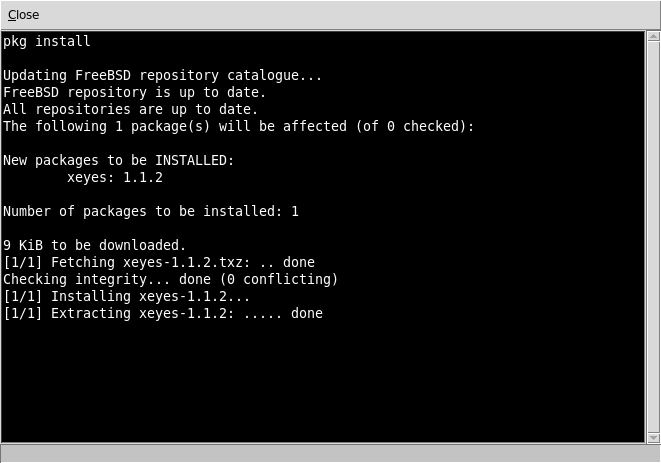 Close
pkg install
Updating FreeBSD repository catalogue...
FreeBSD repository is up to date.
All repositories are up to date.
The following 1 package(s) will be affected (of 0 checked):
New packages to be INSTALLED:
xeyes: 1.1.2
Number of packages to be installed: 1
9 KiB to be downloaded.
[1/1] Fetching xeyes-1.1.2.txz: .. done
Checking integrity... done (0 conflicting)
[1/1] Installing xeyes-1.1.2...
[1/1] Extracting xeyes-1.1.2: ..... done